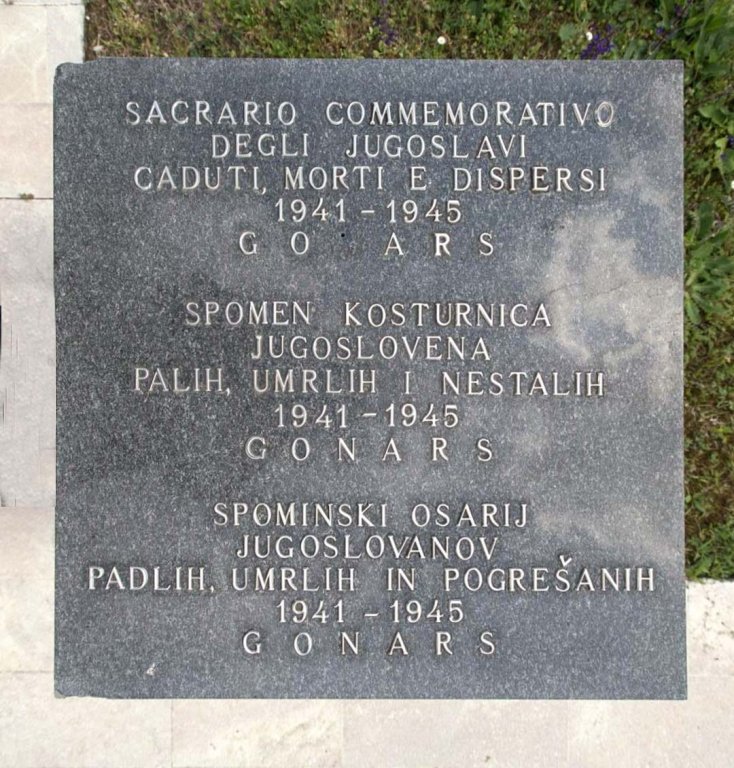 SACRARIO COMMEMORATIVO
DEGLI JUGOSLAVI
CADUTI, MORTI E DISPERSI
1941 - 1945
GO ARS
SPOMEN KOSTURNICA
JUGOSLOVENA
PALIH, UMRLIH I NESTALIH
1941 - 1945
GONARS
SPOMINSKI OSARIJ
JUGOSLOVANOV
PADLIH, UMRLIH IN POGREŠANIH
1941 - 1945
GONARS